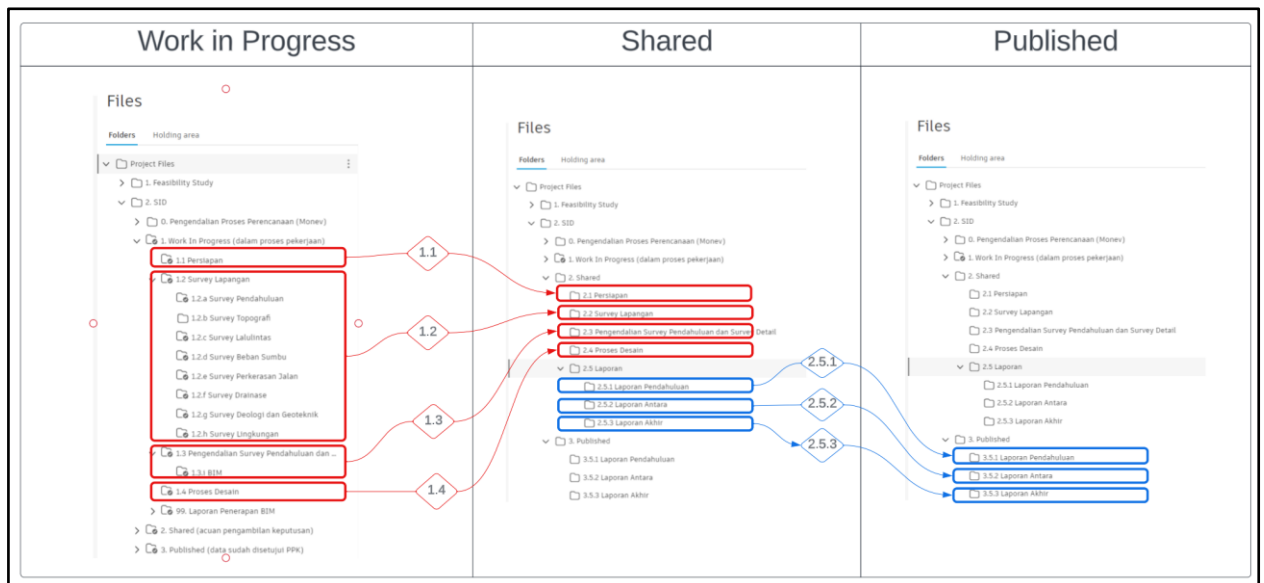 Work in Progress
Shared
Published
Files
Folders Holding area
Project Files
1. Feasibility Study
2. SID
0. Pengendalian Proses Perencanaan (Monev)
1. Work In Progress (dalam proses pekerjaan)
1.1 Persiapan
1.2 Survey Lapangan
1.2.a Survey Pendahuluan
1.2.b Survey Topografi
1.2.c Survey Lalulintas
1.2.d Survey Beban Sumbu
1.2.e Survey Perkerasan Jalan
1.2.f Survey Drainase
1.2.g Survey Deologi dan Geoteknik
1.2.h Survey Lingkungan
1.3 Pengendalian Survey Pendahuluan dan ...
1.3.i BIM
1.4 Proses Desain
99. Laporan Penerapan BIM
2. Shared (acuan pengambilan keputusan)
3. Published (data sudah disetujui PPK)
1.1
1.2
1.3
1.4
Files
Folders Holding area
Project Files
1. Feasibility Study
2. SID
0. Pengendalian Proses Perencanaan (Monev)
1. Work In Progress (dalam proses pekerjaan)
2. Shared
2.1 Persiapan
2.2 Survey Lapangan
2.3 Pengendalian Survey Pendahuluan dan Survey Detail
2.4 Proses Desain
2.5 Laporan
2.5.1 Laporan Pendahuluan
2.5.2 Laporan Antara
2.5.3 Laporan Akhir
3. Published
3.5.1 Laporan Pendahuluan
3.5.2 Laporan Antara
3.5.3 Laporan Akhir
2.5.1
2.5.2
2.5.3
Files
Folders Holding area
Project Files
1. Feasibility Study
2. SID
0. Pengendalian Proses Perencanaan (Monev)
1. Work In Progress (dalam proses pekerjaan)
2. Shared
2.1 Persiapan
2.2 Survey Lapangan
2.3 Pengendalian Survey Pendahuluan dan Survey Detail
2.4 Proses Desain
2.5 Laporan
2.5.1 Laporan Pendahuluan
2.5.2 Laporan Antara
2.5.3 Laporan Akhir
3. Published
3.5.1 Laporan Pendahuluan
3.5.2 Laporan Antara
3.5.3 Laporan Akhir